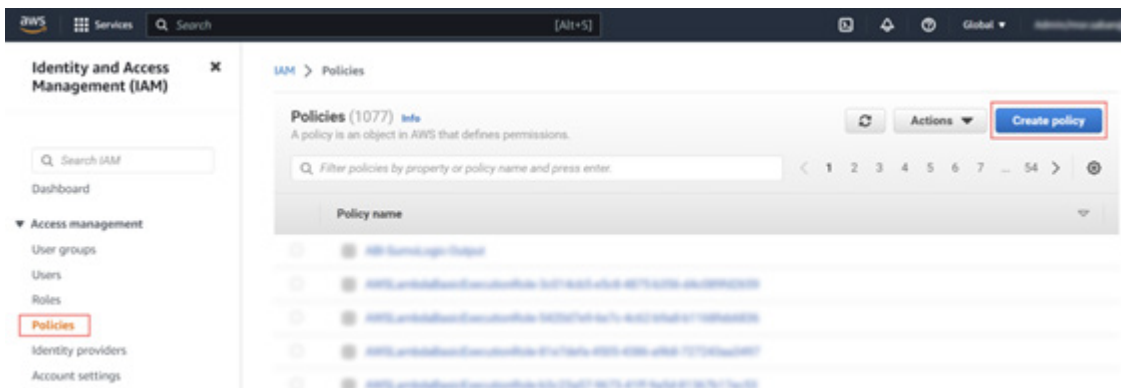 aws Services Search [Alt+S] Global
Identity and Access
Management (IAM)
Search IAM
Dashboard
Access management
User groups
Users
Roles
Policies
Identity providers
Account settings
IAM > Policies
Policies (1077) Info
A policy is an object in AWS that defines permissions.
Actions
Create policy
Filter policies by property or policy name and press enter.
< 1 2 3 4 5 6 7 ... 54 >
Policy name